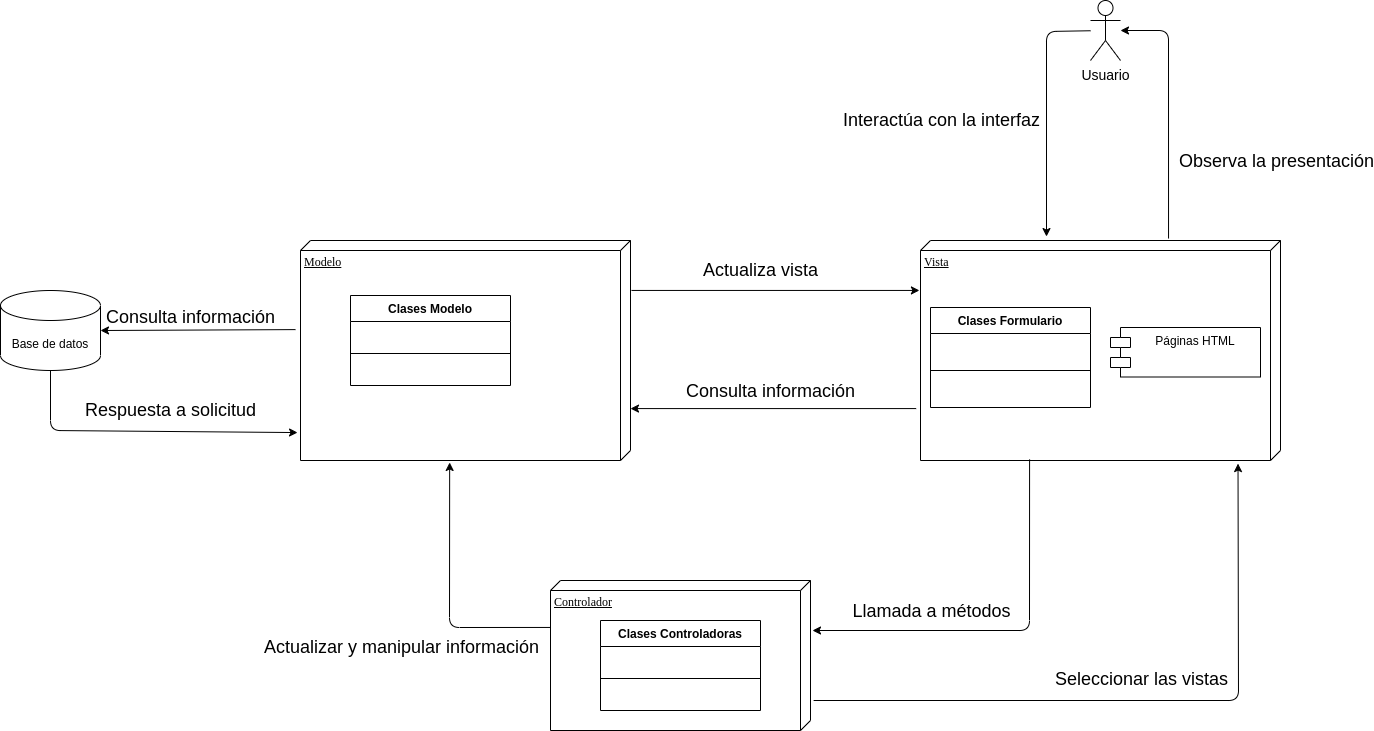 Usuario
Interactúa con la interfaz
Observa la presentación
Modelo
Actualiza vista
Vista
Clases Modelo
Consulta información
Clases Formulario
Páginas HTML
Base de datos
Consulta información
Respuesta a solicitud
Controlador
Llamada a métodos
Clases Controladoras
Actualizar y manipular información
Seleccionar las vistas